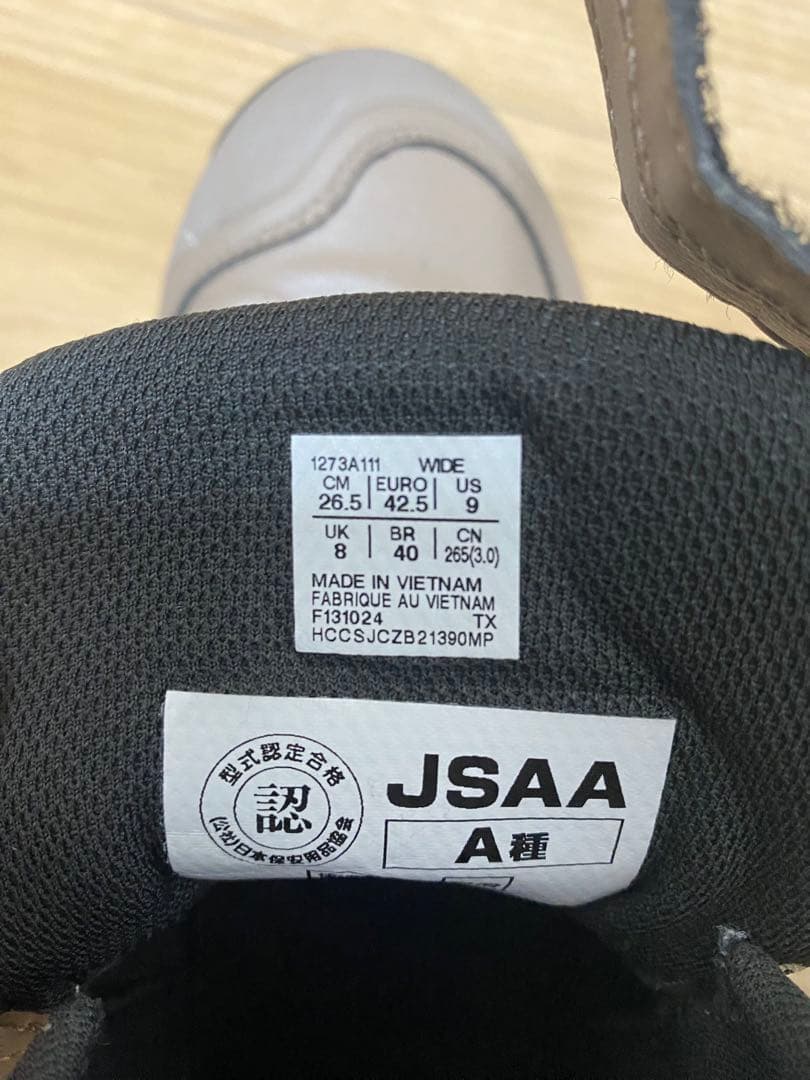 1273A111 WIDE
CM EURO US
26.5 42.5 9
UK BR CN
8 40 265(3.0)
MADE IN VIETNAM
FABRIQUE AU VIETNAM
F131024 TX
HCCSJCZB21390MP
型式認定合格
認
(公社)日本保安用品協会
JSAA
A種